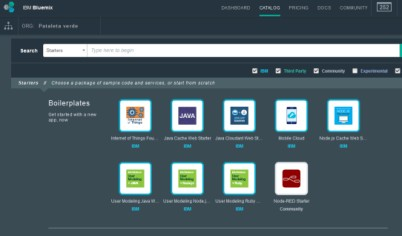 IBM Bluemix
DASHBOARD CATALOG PRICING DOCS COMMUNITY
ORG: Patalata verde
Search Starters Type here to begin
IBM Third Party Community Experimental
Starters // Choose a package of sample code and services, or start from scratch
Boilerplates
Get started with a new
app, now
JAVA
Internet of Things Fou... Java Cache Web Starter Java Cloudant Web St... Mobile Cloud Node.js Cache Web S...
IBM IBM IBM IBM IBM
User Modeling Java W... User Modeling Node.j... User Modeling Ruby ... Node-RED Starter
IBM IBM IBM Community